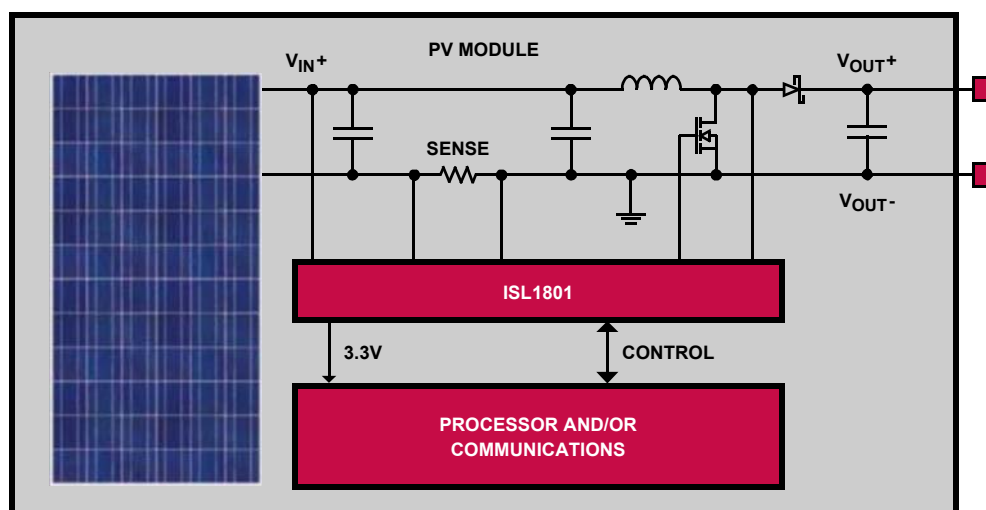 PV MODULE
VIN+
VOUT+
SENSE
VOUT-
ISL1801
3.3V
CONTROL
PROCESSOR AND/OR
COMMUNICATIONS